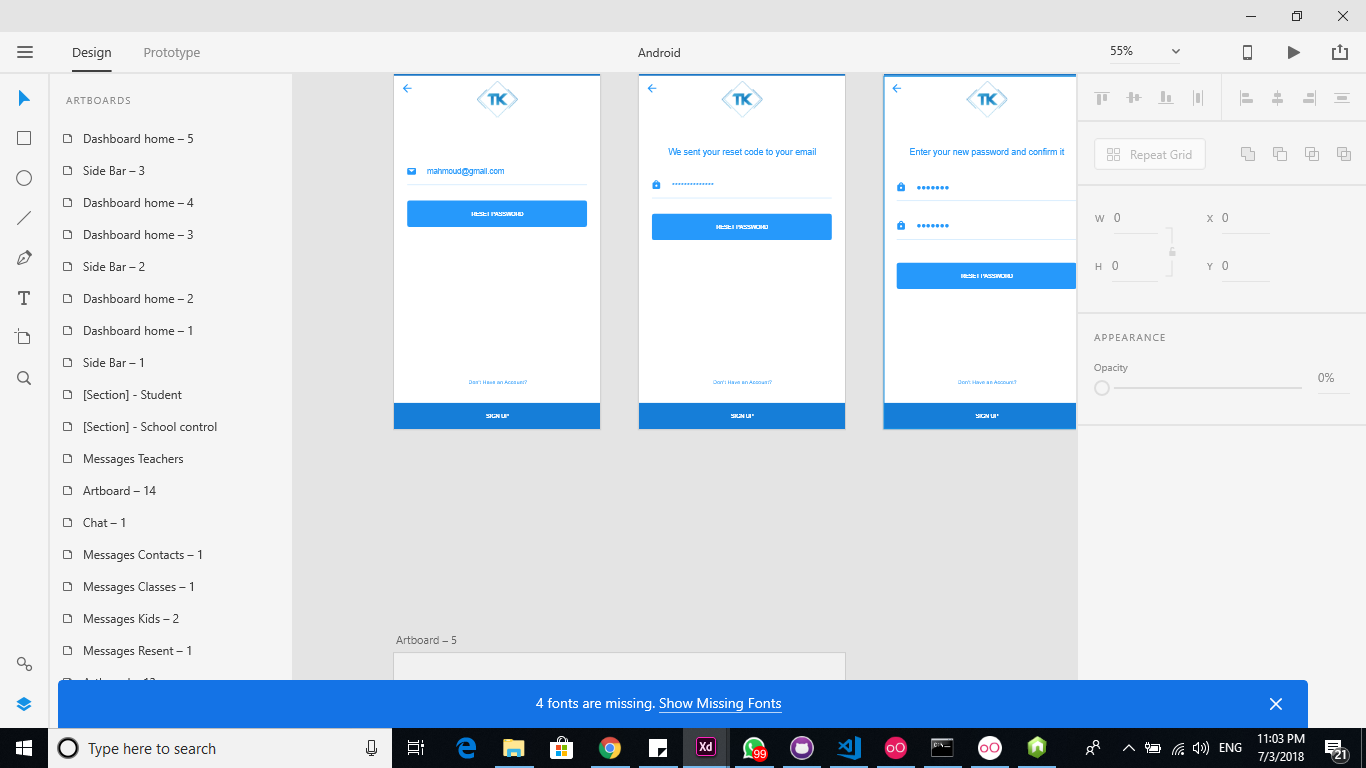 Design
Prototype
Android
55%
ARTBOARDS
Dashboard home – 5
Side Bar – 3
Dashboard home – 4
Dashboard home – 3
Side Bar – 2
Dashboard home – 2
Dashboard home – 1
Side Bar – 1
[Section] - Student
[Section] - School control
Messages Teachers
Artboard – 14
Chat – 1
Messages Contacts – 1
Messages Classes – 1
Messages Kids – 2
Messages Resent – 1
TK
mahmoud@gmail.com
RESET PASSWORD
Don't Have an Account?
SIGN UP
TK
We sent your reset code to your email
**************
RESET PASSWORD
Don't Have an Account?
SIGN UP
TK
Enter your new password and confirm it
RESET PASSWORD
Don't Have an Account?
SIGN UP
Artboard – 5
Repeat Grid
W 0
X 0
H 0
Y 0
APPEARANCE
Opacity
0%
4 fonts are missing. Show Missing Fonts
Type here to search
Xd
99
ENG
11:03 PM
7/3/2018
21